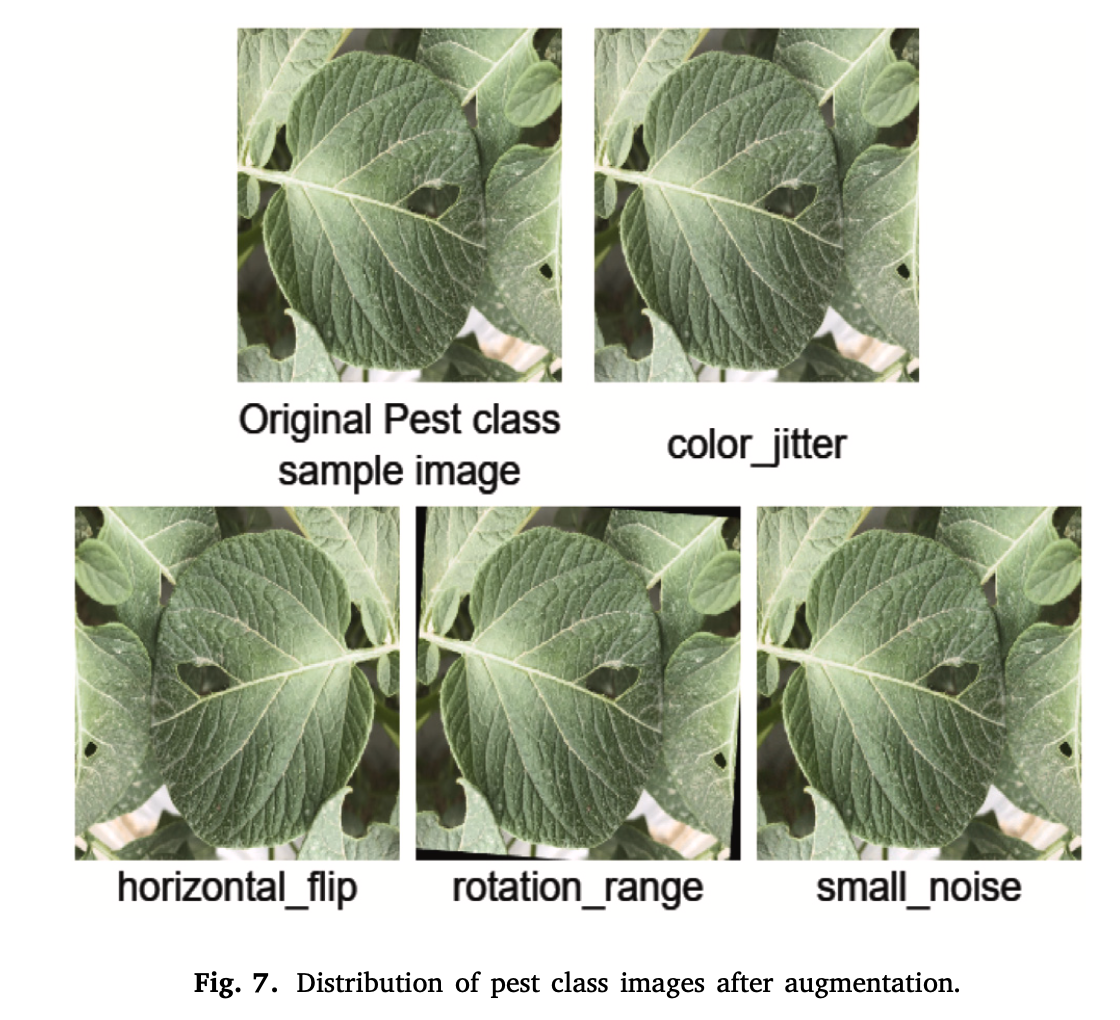 Original Pest class
sample image
color_jitter
horizontal_flip
rotation_range
small_noise
Fig. 7. Distribution of pest class images after augmentation.